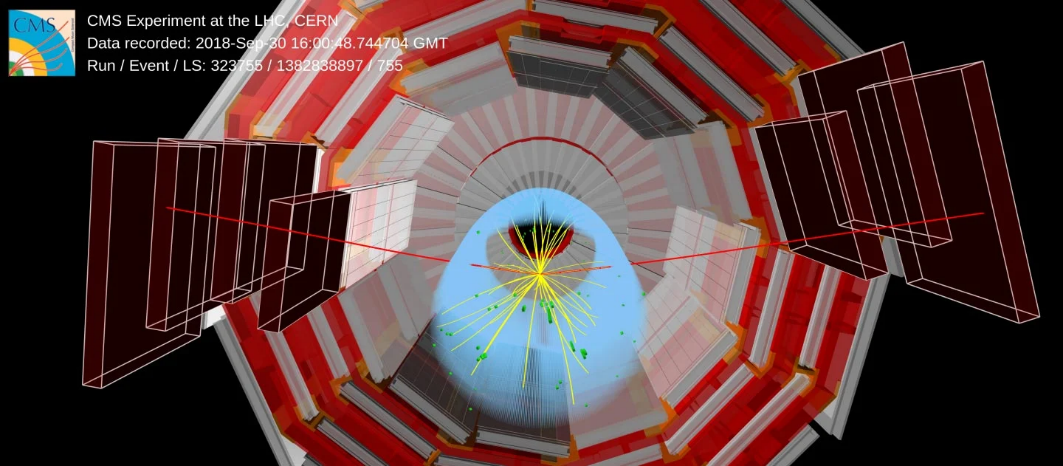 CMS
CMS Experiment at the LHC, CERN
Data recorded: 2018-Sep-30 16:00:48.744704 GMT
Run / Event / LS: 323755 / 1382838897 / 755